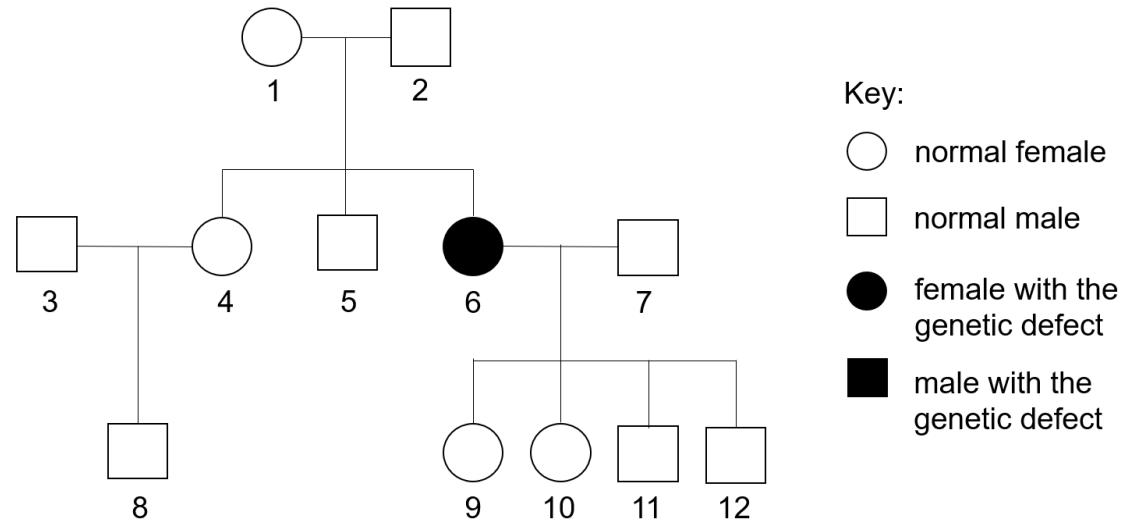 1
2
Key:
normal female
normal male
female with the
genetic defect
male with the
genetic defect
3
4
5
6
7
8
9
10
11
12